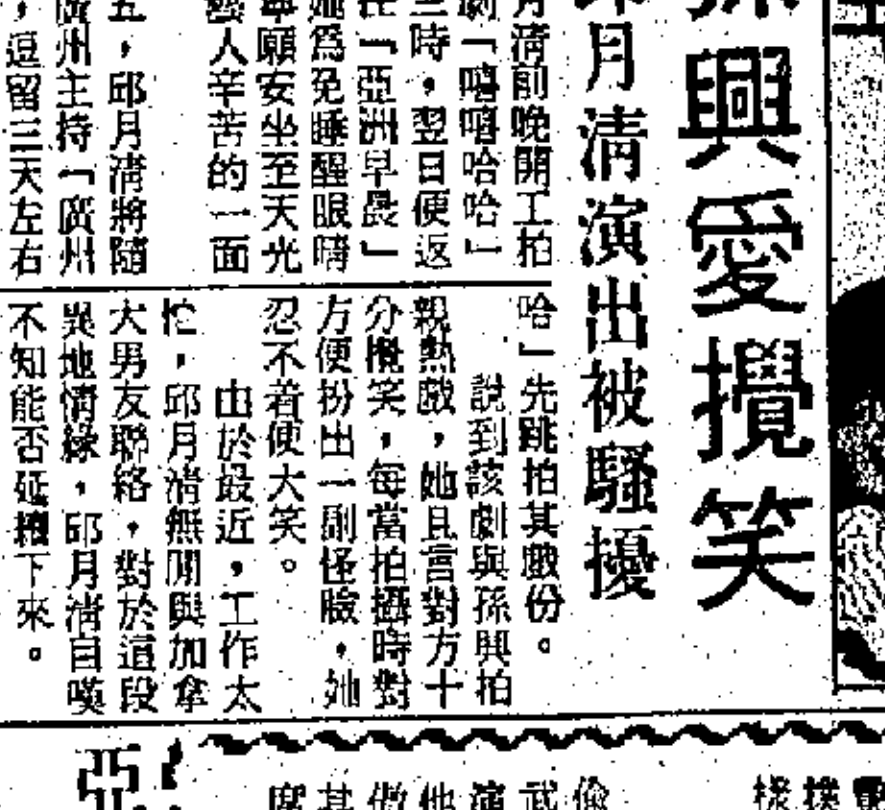 孫興愛攪笑
邱月清演出被騷擾
月清前晚開工拍
劇「嘻嘻哈哈」
三時，翌日便返
在「亞洲早晨」
她爲免睡醒眼睛
寧願安坐至天光
藝人辛苦的一面
五，邱月清將隨
廣州主持「廣州
，逗留三天左右
哈」先跳拍其戲份。
說到該劇與孫興拍
親熱戲，她且言對方十
分攪笑，每當拍攝時對
方便扮出一副怪臉，她
忍不着便大笑。
由於最近，工作太
忙，邱月清無閒與加拿
大男友聯絡，對於這段
異地情緣，邱月清自嘆
不知能否延續下來。